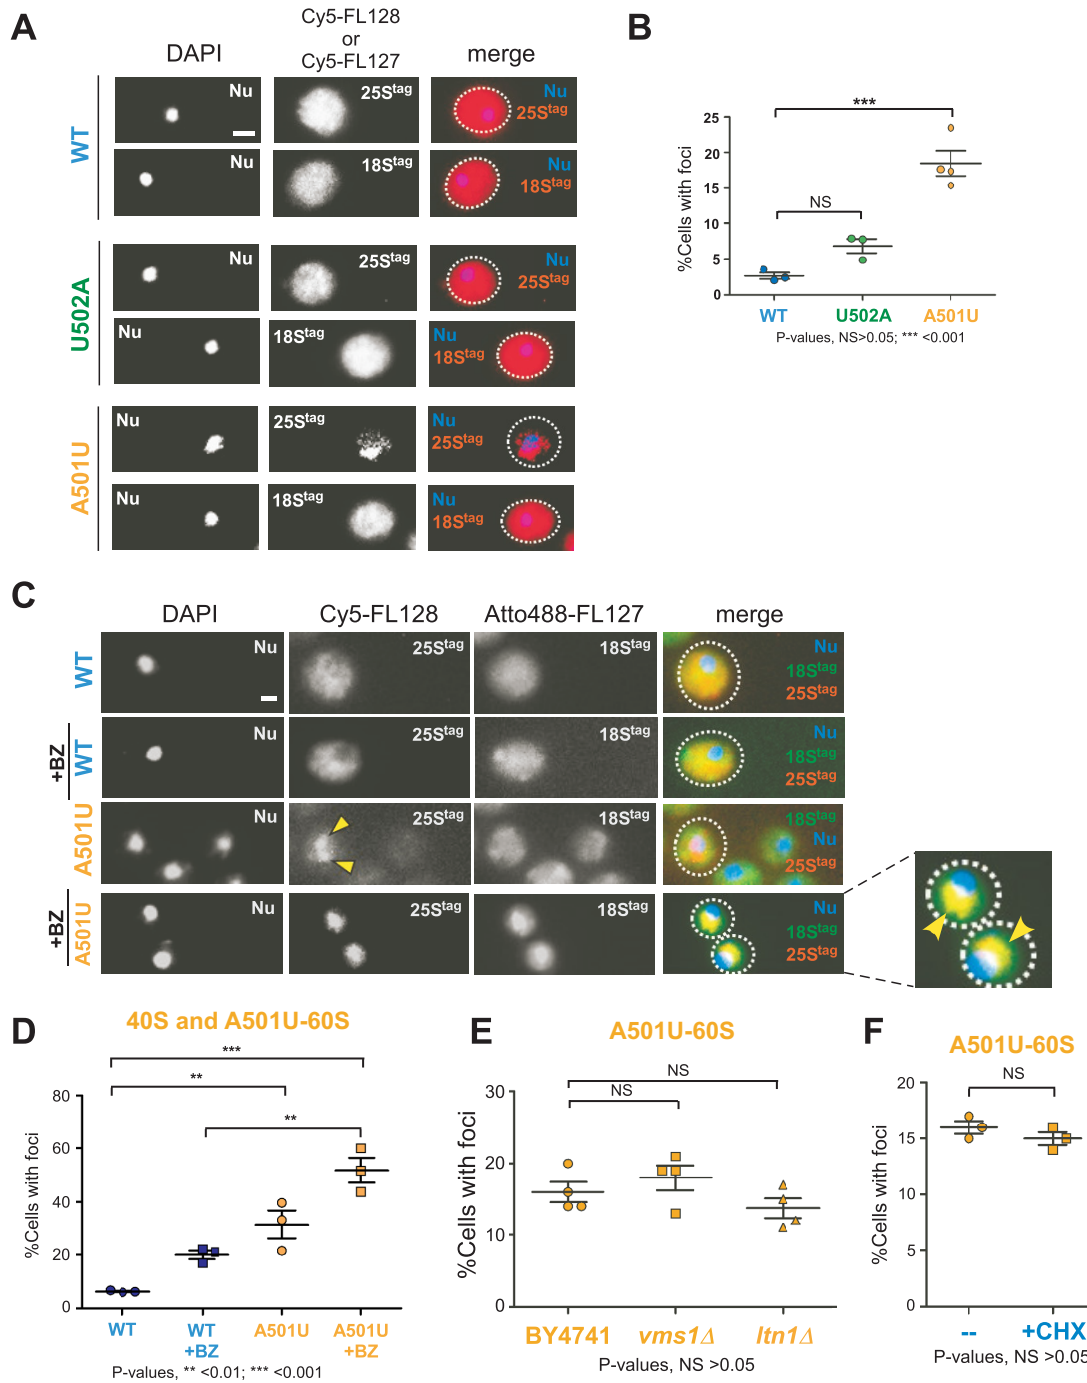 A
DAPI
Cy5-FL128
or
Cy5-FL127
merge
WT
Nu
25Stag
Nu
25Stag
Nu
18Stag
Nu
18Stag
U502A
Nu
25Stag
Nu
25Stag
Nu
18Stag
Nu
18Stag
A501U
Nu
25Stag
Nu
25Stag
Nu
18Stag
Nu
18Stag
B
%Cells with foci
25
20
15
10
5
0
***
NS
WT U502A A501U
P-values, NS>0.05; *** <0.001
C
DAPI Cy5-FL128 Atto488-FL127 merge
WT
Nu
25Stag
18Stag
Nu
18Stag
25Stag
+BZ
WT
Nu
25Stag
18Stag
Nu
18Stag
25Stag
A501U
Nu
25Stag
18Stag
18Stag
Nu
25Stag
+BZ
A501U
Nu
25Stag
18Stag
Nu
18Stag
25Stag
D
40S and A501U-60S
%Cells with foci
80
60
40
20
0
***
**
**
WT WT A501U A501U
+BZ +BZ
P-values, ** <0.01; *** <0.001
E
A501U-60S
%Cells with foci
30
20
10
0
NS
NS
BY4741 vms1Δ ltn1Δ
P-values, NS >0.05
F
A501U-60S
%Cells with foci
20
15
10
5
0
NS
-- +CHX
P-values, NS >0.05